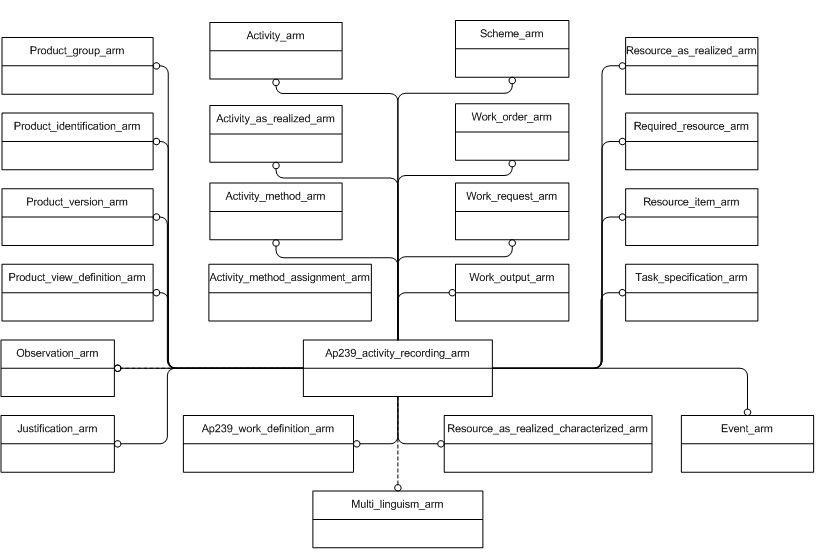 Product_group_arm
Activity_arm
Scheme_arm
Resource_as_realized_arm
Product_identification_arm
Activity_as_realized_arm
Work_order_arm
Required_resource_arm
Product_version_arm
Activity_method_arm
Work_request_arm
Resource_item_arm
Product_view_definition_arm
Activity_method_assignment_arm
Work_output_arm
Task_specification_arm
Observation_arm
Ap239_activity_recording_arm
Justification_arm
Ap239_work_definition_arm
Resource_as_realized_characterized_arm
Event_arm
Multi_linguism_arm